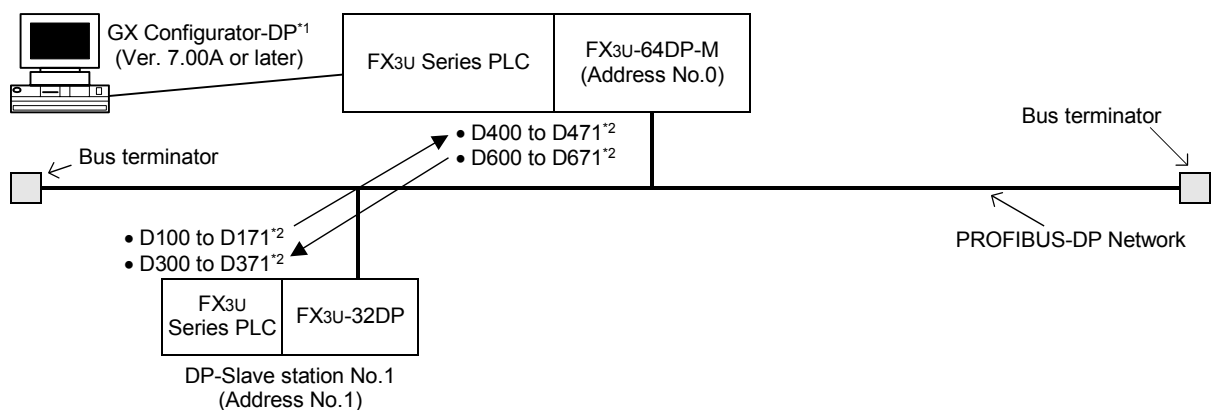 GX Configurator-DP*1
(Ver. 7.00A or later)
FX3U Series PLC
FX3U-64DP-M
(Address No.0)
Bus terminator
• D400 to D471*2
• D600 to D671*2
Bus terminator
• D100 to D171*2
• D300 to D371*2
PROFIBUS-DP Network
FX3U
Series PLC
FX3U-32DP
DP-Slave station No.1
(Address No.1)